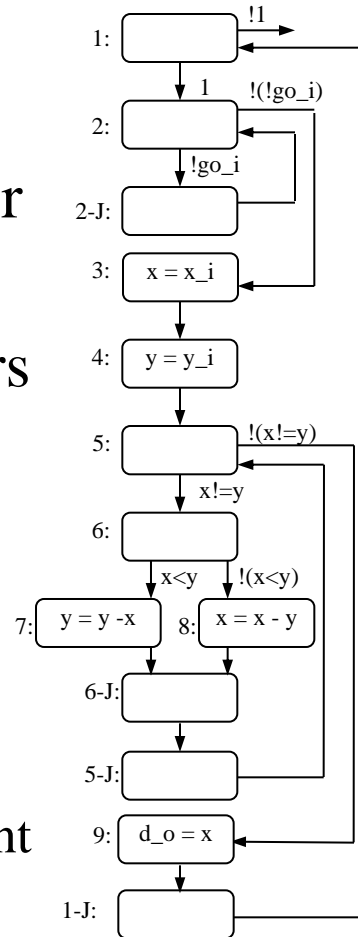 !1
1:
1
!(!go_i)
2:
!go_i
r
2-J:
3: x = x_i
rs
4: y = y_i
!(x!=y)
5:
x!=y
6:
x<y !(x<y)
7: y = y -x 8: x = x - y
6-J:
5-J:
9: d_o = x
nt
1-J: